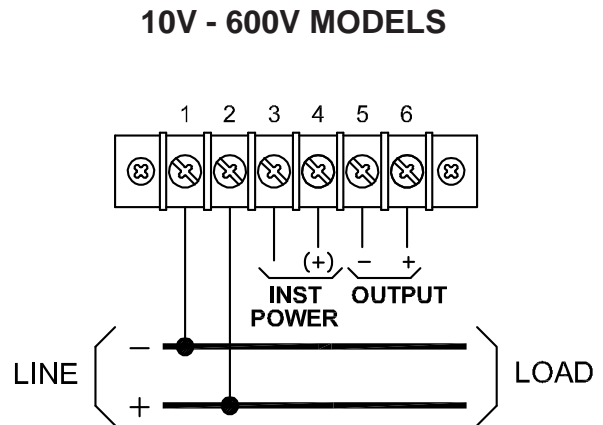 10V - 600V MODELS
1 2 3 4 5 6
(+) − +
INST OUTPUT
POWER
−
LINE LOAD
+